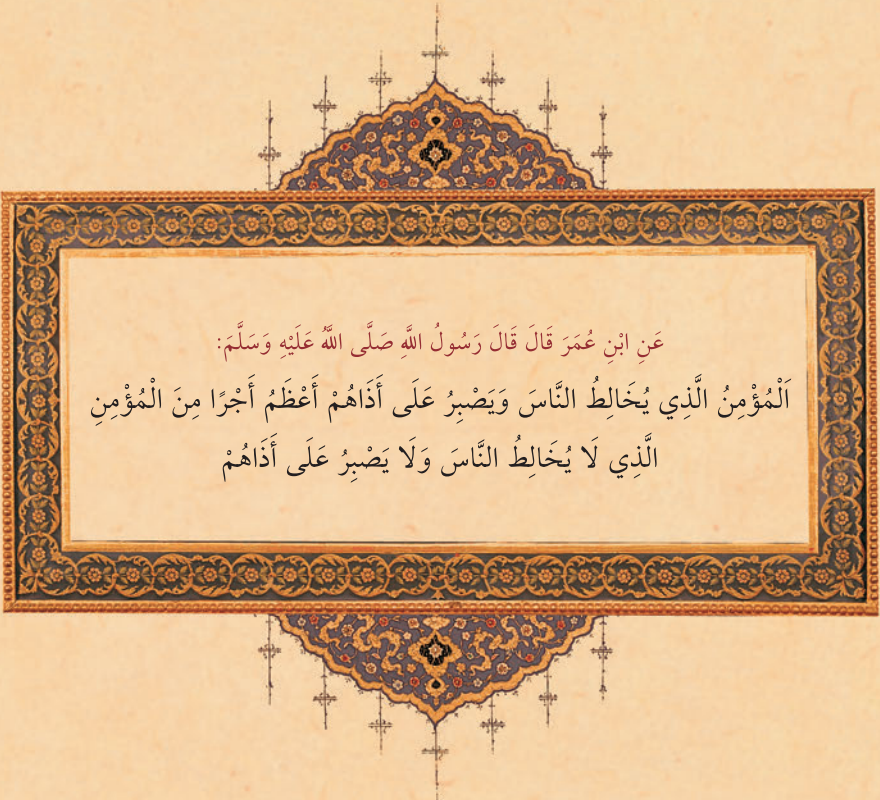 عَنِ ابْنِ عُمَرَ قَالَ قَالَ رَسُولُ اللَّهِ صَلَّى اللَّهُ عَلَيْهِ وَسَلَّمَ:
اَلْمُؤْمِنُ الَّذِي يُخَالِطُ النَّاسَ وَيَصْبِرُ عَلَى أَذَاهُمْ أَعْظَمُ أَجْرًا مِنَ الْمُؤْمِنِ
الَّذِي لَا يُخَالِطُ النَّاسَ وَلَا يَصْبِرُ عَلَى أَذَاهُمْ